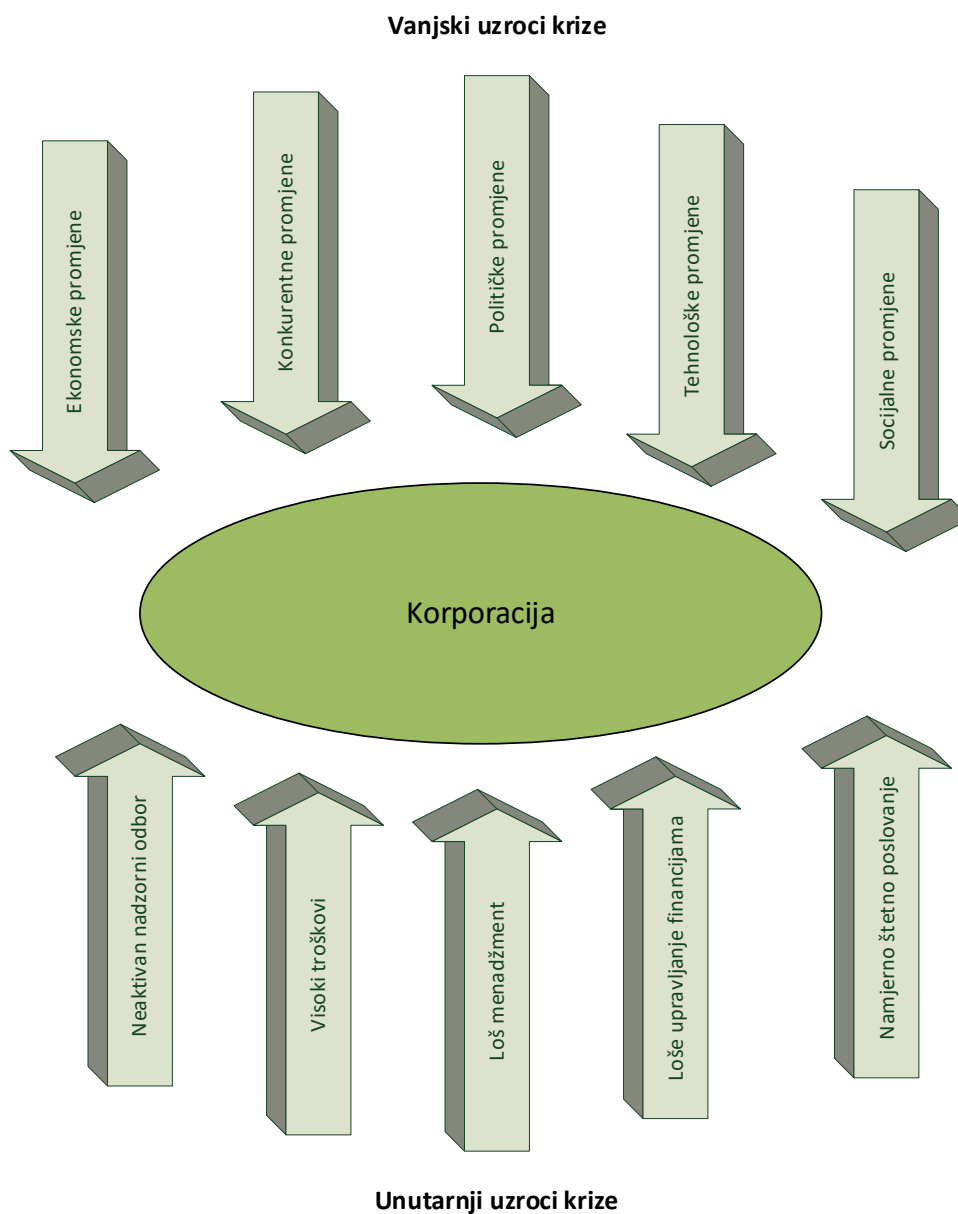 Vanjski uzroci krize
Ekonomske promjene
Konkurentne promjene
Političke promjene
Tehnološke promjene
Socijalne promjene
Korporacija
Neaktivan nadzorni odbor
Visoki troškovi
Loš menadžment
Loše upravljanje financijama
Namjerno štetno poslovanje
Unutarnji uzroci krize